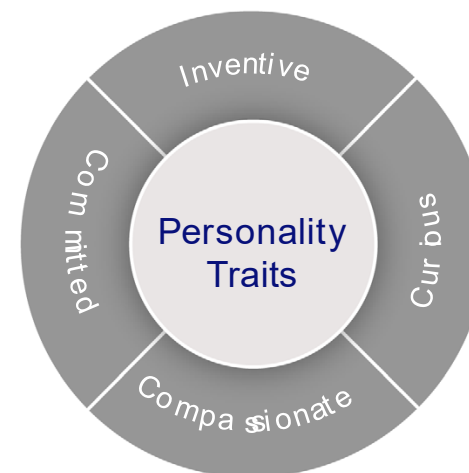 Inventive
Curious
Compassionate
Committed
Personality
Traits